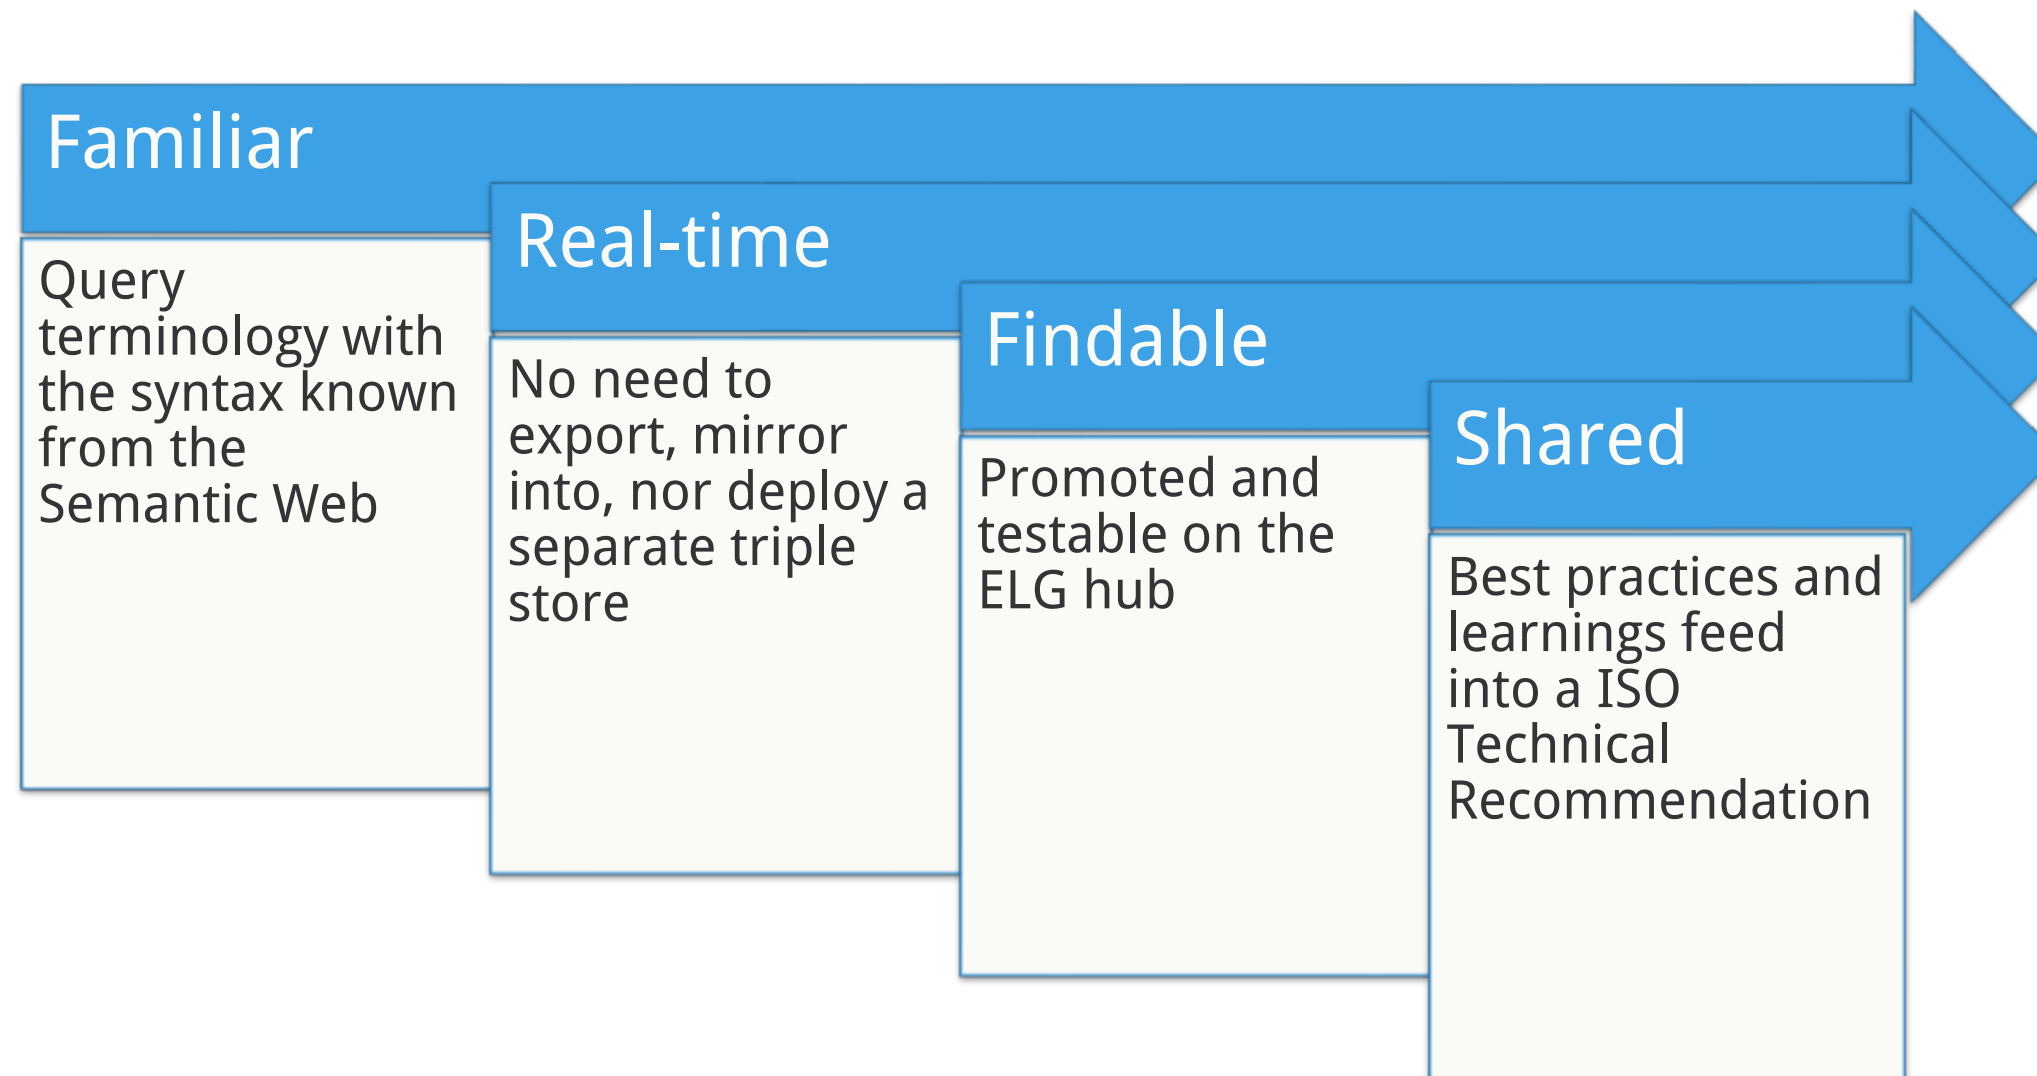 Familiar
Query
terminology with
the syntax known
from the
Semantic Web
Real-time
No need to
export, mirror
into, nor deploy a
separate triple
store
Findable
Promoted and
testable on the
ELG hub
Shared
Best practices and
learnings feed
into a ISO
Technical
Recommendation